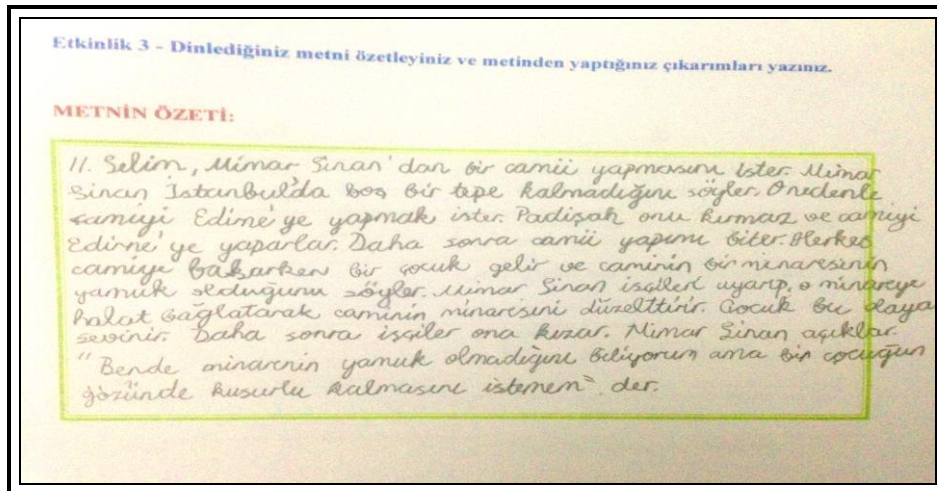 Etkinlik 3 - Dinlediğiniz metni özetleyiniz ve metinden yaptığınız çıkarımları yazınız.
METNİN ÖZETİ:
II. Selim, Mimar Sinan'dan bir camii yapmasını ister. Mimar
Sinan İstanbul'da boş bir tepe kalmadığını söyler. O nedenle
camiyi Edirne'ye yapmak ister. Padişah onu kırmaz ve camiyi
Edirne'ye yaparlar. Daha sonra camii yapımı biter. Herkes
camiye bakarken bir çocuk gelir ve caminin bir minaresinin
yamuk olduğunu söyler. Mimar Sinan işçileri uyarıp, o minareye
halat bağlatarak caminin minaresini düzelttirir. Çocuk bu olaya
sevinir. Daha sonra işçiler ona kızar. Mimar Sinan açıklar.
"Bende minarenin yamuk olmadığını biliyorum ama bir çocuğun
gözünde kusurlu kalmasını istemem" der.